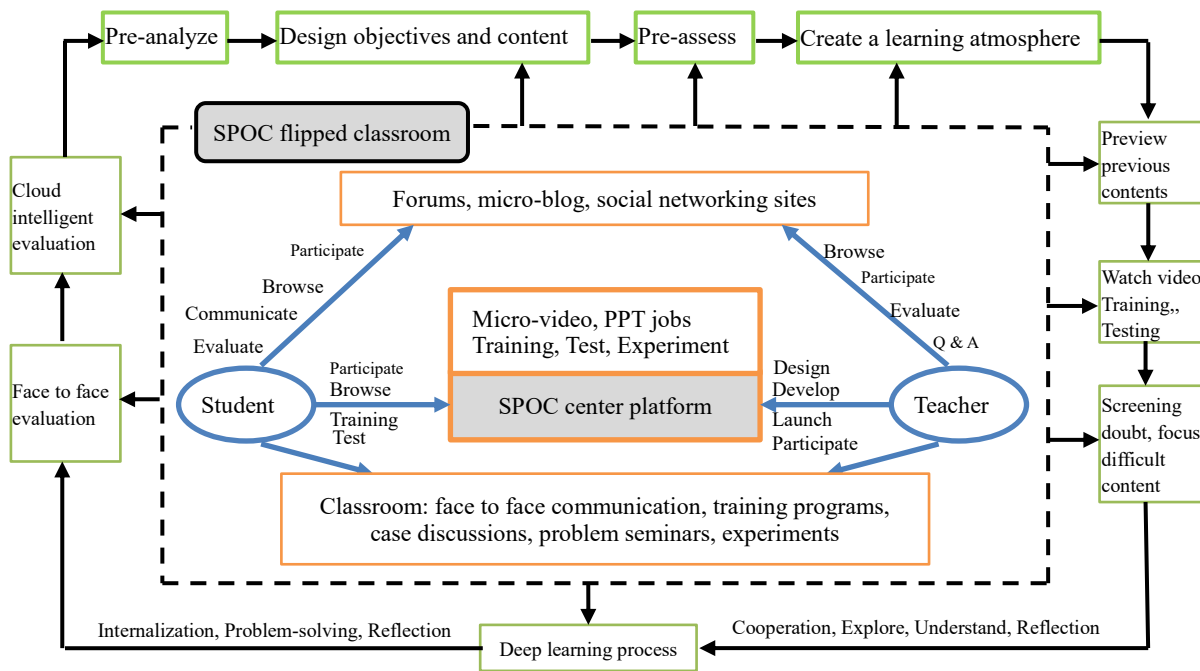 Pre-analyze
Design objectives and content
Pre-assess
Create a learning atmosphere
SPOC flipped classroom
Preview
previous
contents
Cloud
intelligent
evaluation
Forums, micro-blog, social networking sites
Participate
Browse
Communicate
Evaluate
Browse
Participate
Evaluate
Q & A
Watch video
Training,,
Testing
Micro-video, PPT jobs
Training, Test, Experiment
SPOC center platform
Face to face
evaluation
Student
Participate
Browse
Training
Test
Design
Develop
Launch
Participate
Teacher
Screening
doubt, focus
difficult
content
Classroom: face to face communication, training programs,
case discussions, problem seminars, experiments
Internalization, Problem-solving, Reflection
Deep learning process
Cooperation, Explore, Understand, Reflection